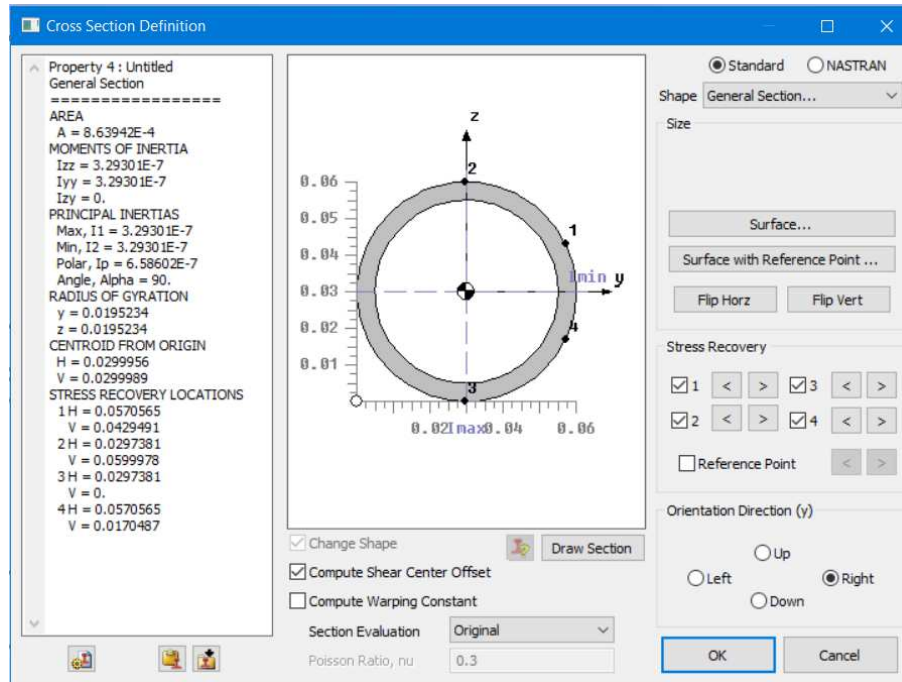 Cross Section Definition
Property 4 : Untitled
General Section
==================
AREA
A = 8.63942E-4
MOMENTS OF INERTIA
Izz = 3.29301E-7
Iyy = 3.29301E-7
Izy = 0.
PRINCIPAL INERTIAS
Max, I1 = 3.29301E-7
Min, I2 = 3.29301E-7
Polar, Ip = 6.58602E-7
Angle, Alpha = 90.
RADIUS OF GYRATION
y = 0.0195234
z = 0.0195234
CENTROID FROM ORIGIN
H = 0.0299956
V = 0.0299989
STRESS RECOVERY LOCATIONS
1 H = 0.0570565
V = 0.0429491
2 H = 0.0297381
V = 0.0599978
3 H = 0.0297381
V = 0.
4 H = 0.0570565
V = 0.0170487
z
2
0.06
0.05
1
0.04
0.03
Imin y
0.02
4
0.01
3
0.02 Imax 0.04 0.06
Change Shape
Draw Section
Compute Shear Center Offset
Compute Warping Constant
Section Evaluation Original
Poisson Ratio, nu 0.3
Standard NASTRAN
Shape General Section...
Size
Surface...
Surface with Reference Point ...
Flip Horz Flip Vert
Stress Recovery
1 < > 3 < >
2 < > 4 < >
Reference Point < >
Orientation Direction (y)
Up
Left Right
Down
OK Cancel